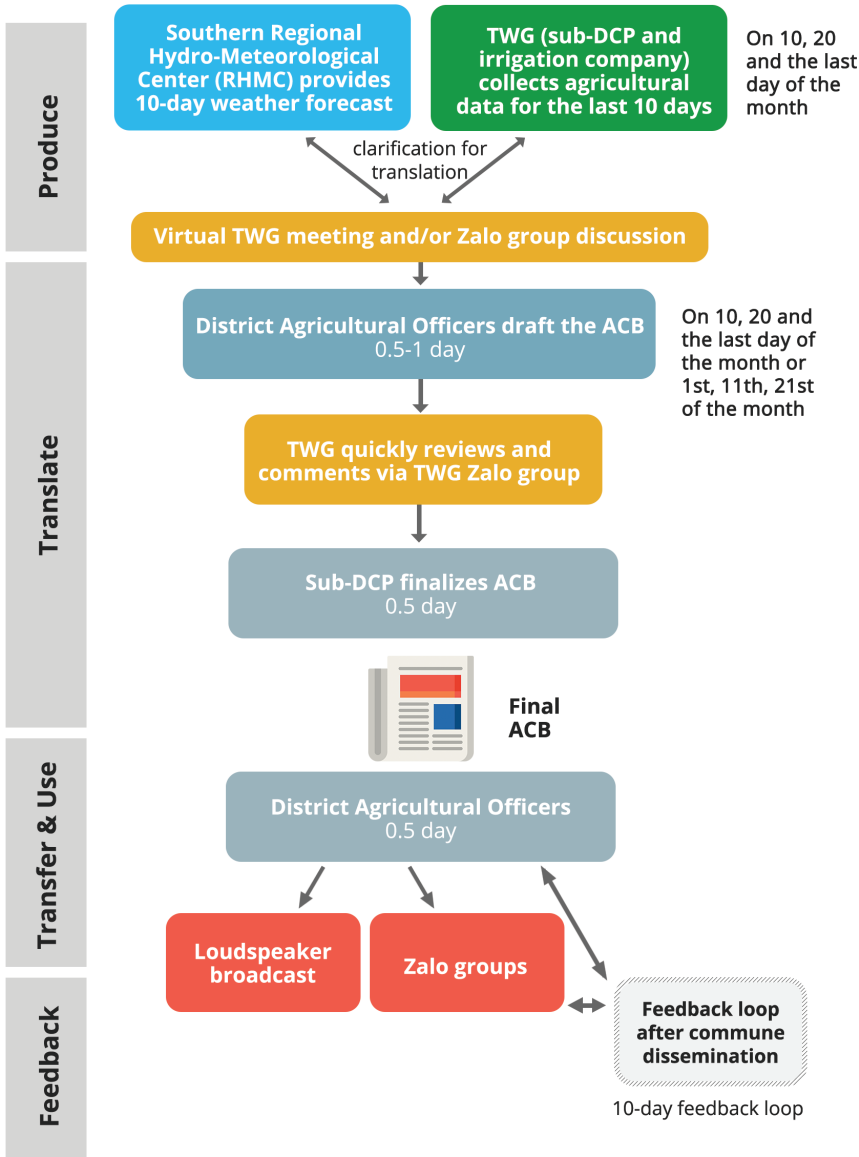 Produce
Southern Regional
Hydro-Meteorological
Center (RHMC) provides
10-day weather forecast
TWG (sub-DCP and
irrigation company)
collects agricultural
data for the last 10 days
On 10, 20
and the last
day of the
month
clarification for
translation
Virtual TWG meeting and/or Zalo group discussion
Translate
District Agricultural Officers draft the ACB
0.5-1 day
On 10, 20 and
the last day of
the month or
1st, 11th, 21st
of the month
TWG quickly reviews and
comments via TWG Zalo group
Sub-DCP finalizes ACB
0.5 day
Final
ACB
Transfer & Use
District Agricultural Officers
0.5 day
Loudspeaker
broadcast
Zalo groups
Feedback
Feedback loop
after commune
dissemination
10-day feedback loop